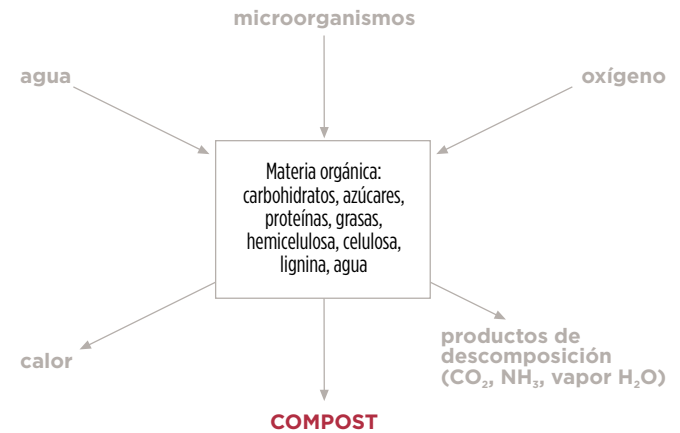 microorganismos
agua
oxígeno
Materia orgánica:
carbohidratos, azúcares,
proteínas, grasas,
hemicelulosa, celulosa,
lignina, agua
calor
productos de
descomposición
(CO₂, NH₃, vapor H₂O)
COMPOST